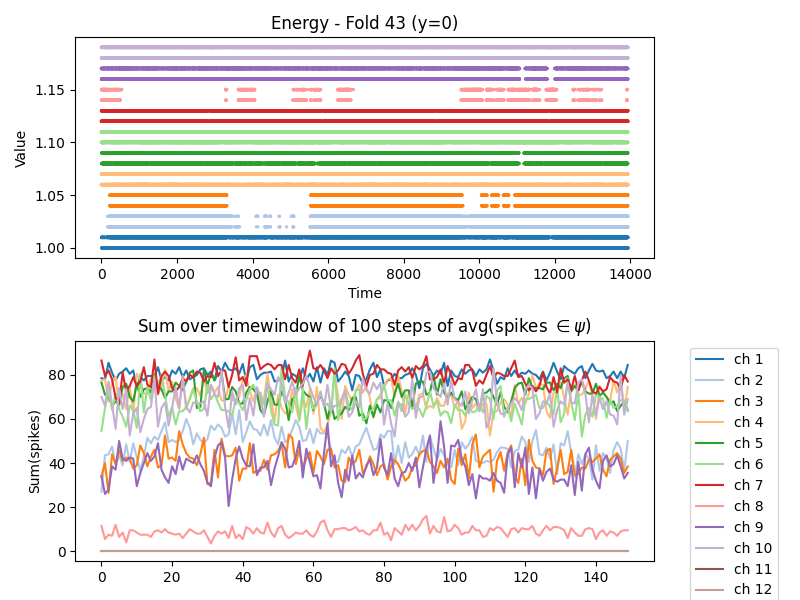 Energy - Fold 43 (y=0)
1.15
1.10
1.05
1.00
Value
0 2000 4000 6000 8000 10000 12000 14000
Time
Sum over timewindow of 100 steps of avg(spikes ∈ ψ)
80
60
40
20
0
Sum(spikes)
0 20 40 60 80 100 120 140
ch 1
ch 2
ch 3
ch 4
ch 5
ch 6
ch 7
ch 8
ch 9
ch 10
ch 11
ch 12